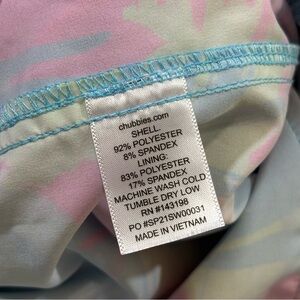 chubbies.com
SHELL:
92% POLYESTER
8% SPANDEX
LINING:
83% POLYESTER
17% SPANDEX
MACHINE WASH COLD
TUMBLE DRY LOW
RN #143198
PO #SP21SW00031
MADE IN VIETNAM